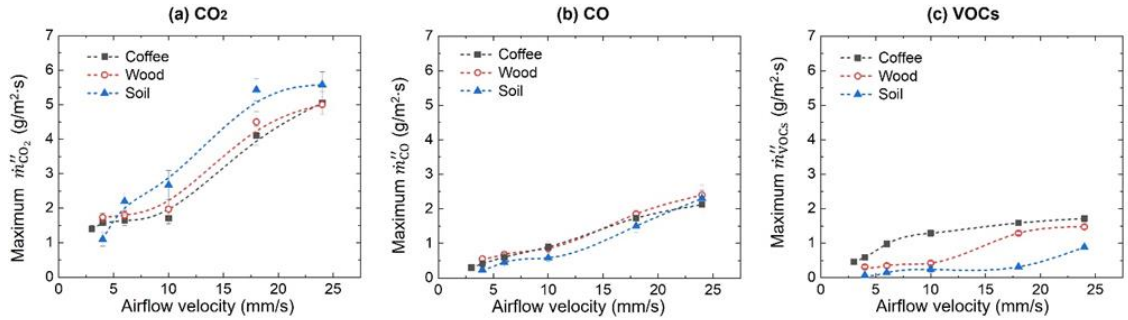 (a) CO₂
Maximum ṁ″CO₂ (g/m²·s)
7
6
5
4
3
2
1
0
Coffee
Wood
Soil
0 5 10 15 20 25
Airflow velocity (mm/s)
(b) CO
Maximum ṁ″CO (g/m²·s)
7
6
5
4
3
2
1
0
Coffee
Wood
Soil
0 5 10 15 20 25
Airflow velocity (mm/s)
(c) VOCs
Maximum ṁ″VOCs (g/m²·s)
7
6
5
4
3
2
1
0
Coffee
Wood
Soil
0 5 10 15 20 25
Airflow velocity (mm/s)